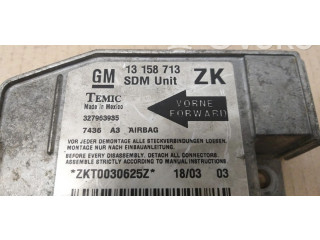 GM 13 158 713 ZK
SDM Unit
TEMIC
Made in Mexico
VORNE
FORWARD
327963935
7436 A3 AIRBAG
VOR JEDER DEMONTAGE ALLE STECKVERBINDUNGEN LÖSEN
MONTAGE NUR NACH EINBAUANLEITUNG.
BEFORE EVERY DISASSEMBLY, DETACH ALL CONNECTORS.
ASSEMBLE STRICTLY ACCORDING TO MANUAL INSTRUCTIONS
*ZKT0030625Z* 18/03 03